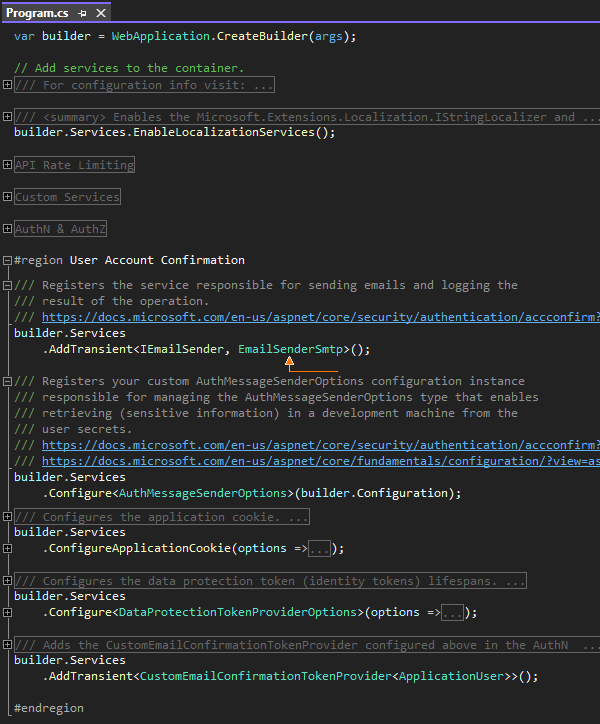 Program.cs
var builder = WebApplication.CreateBuilder(args);
// Add services to the container.
/// For configuration info visit: ...
/// <summary> Enables the Microsoft.Extensions.Localization.IStringLocalizer and ...
builder.Services.EnableLocalizationServices();
API Rate Limiting
Custom Services
AuthN & AuthZ
#region User Account Confirmation
/// Registers the service responsible for sending emails and logging the
/// result of the operation.
/// https://docs.microsoft.com/en-us/aspnet/core/security/authentication/accconfirm?
builder.Services
.AddTransient<IEmailSender, EmailSenderSmtp>();
/// Registers your custom AuthMessageSenderOptions configuration instance
/// responsible for managing the AuthMessageSenderOptions type that enables
/// retrieving (sensitive information) in a development machine from the
/// user secrets.
/// https://docs.microsoft.com/en-us/aspnet/core/security/authentication/accconfirm?
/// https://docs.microsoft.com/en-us/aspnet/core/fundamentals/configuration/?view=as
builder.Services
.Configure<AuthMessageSenderOptions>(builder.Configuration);
/// Configures the application cookie. ...
builder.Services
.ConfigureApplicationCookie(options =>...);
/// Configures the data protection token (identity tokens) lifespans. ...
builder.Services
.Configure<DataProtectionTokenProviderOptions>(options =>...);
/// Adds the CustomEmailConfirmationTokenProvider configured above in the AuthN ...
builder.Services
.AddTransient<CustomEmailConfirmationTokenProvider<ApplicationUser>>();
#endregion